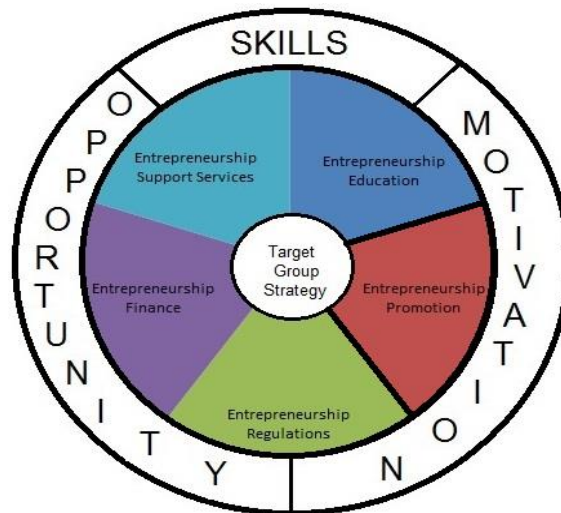 SKILLS
MOTIVATION
OPPORTUNITY
Entrepreneurship
Support Services
Entrepreneurship
Education
Target
Group
Strategy
Entrepreneurship
Finance
Entrepreneurship
Promotion
Entrepreneurship
Regulations